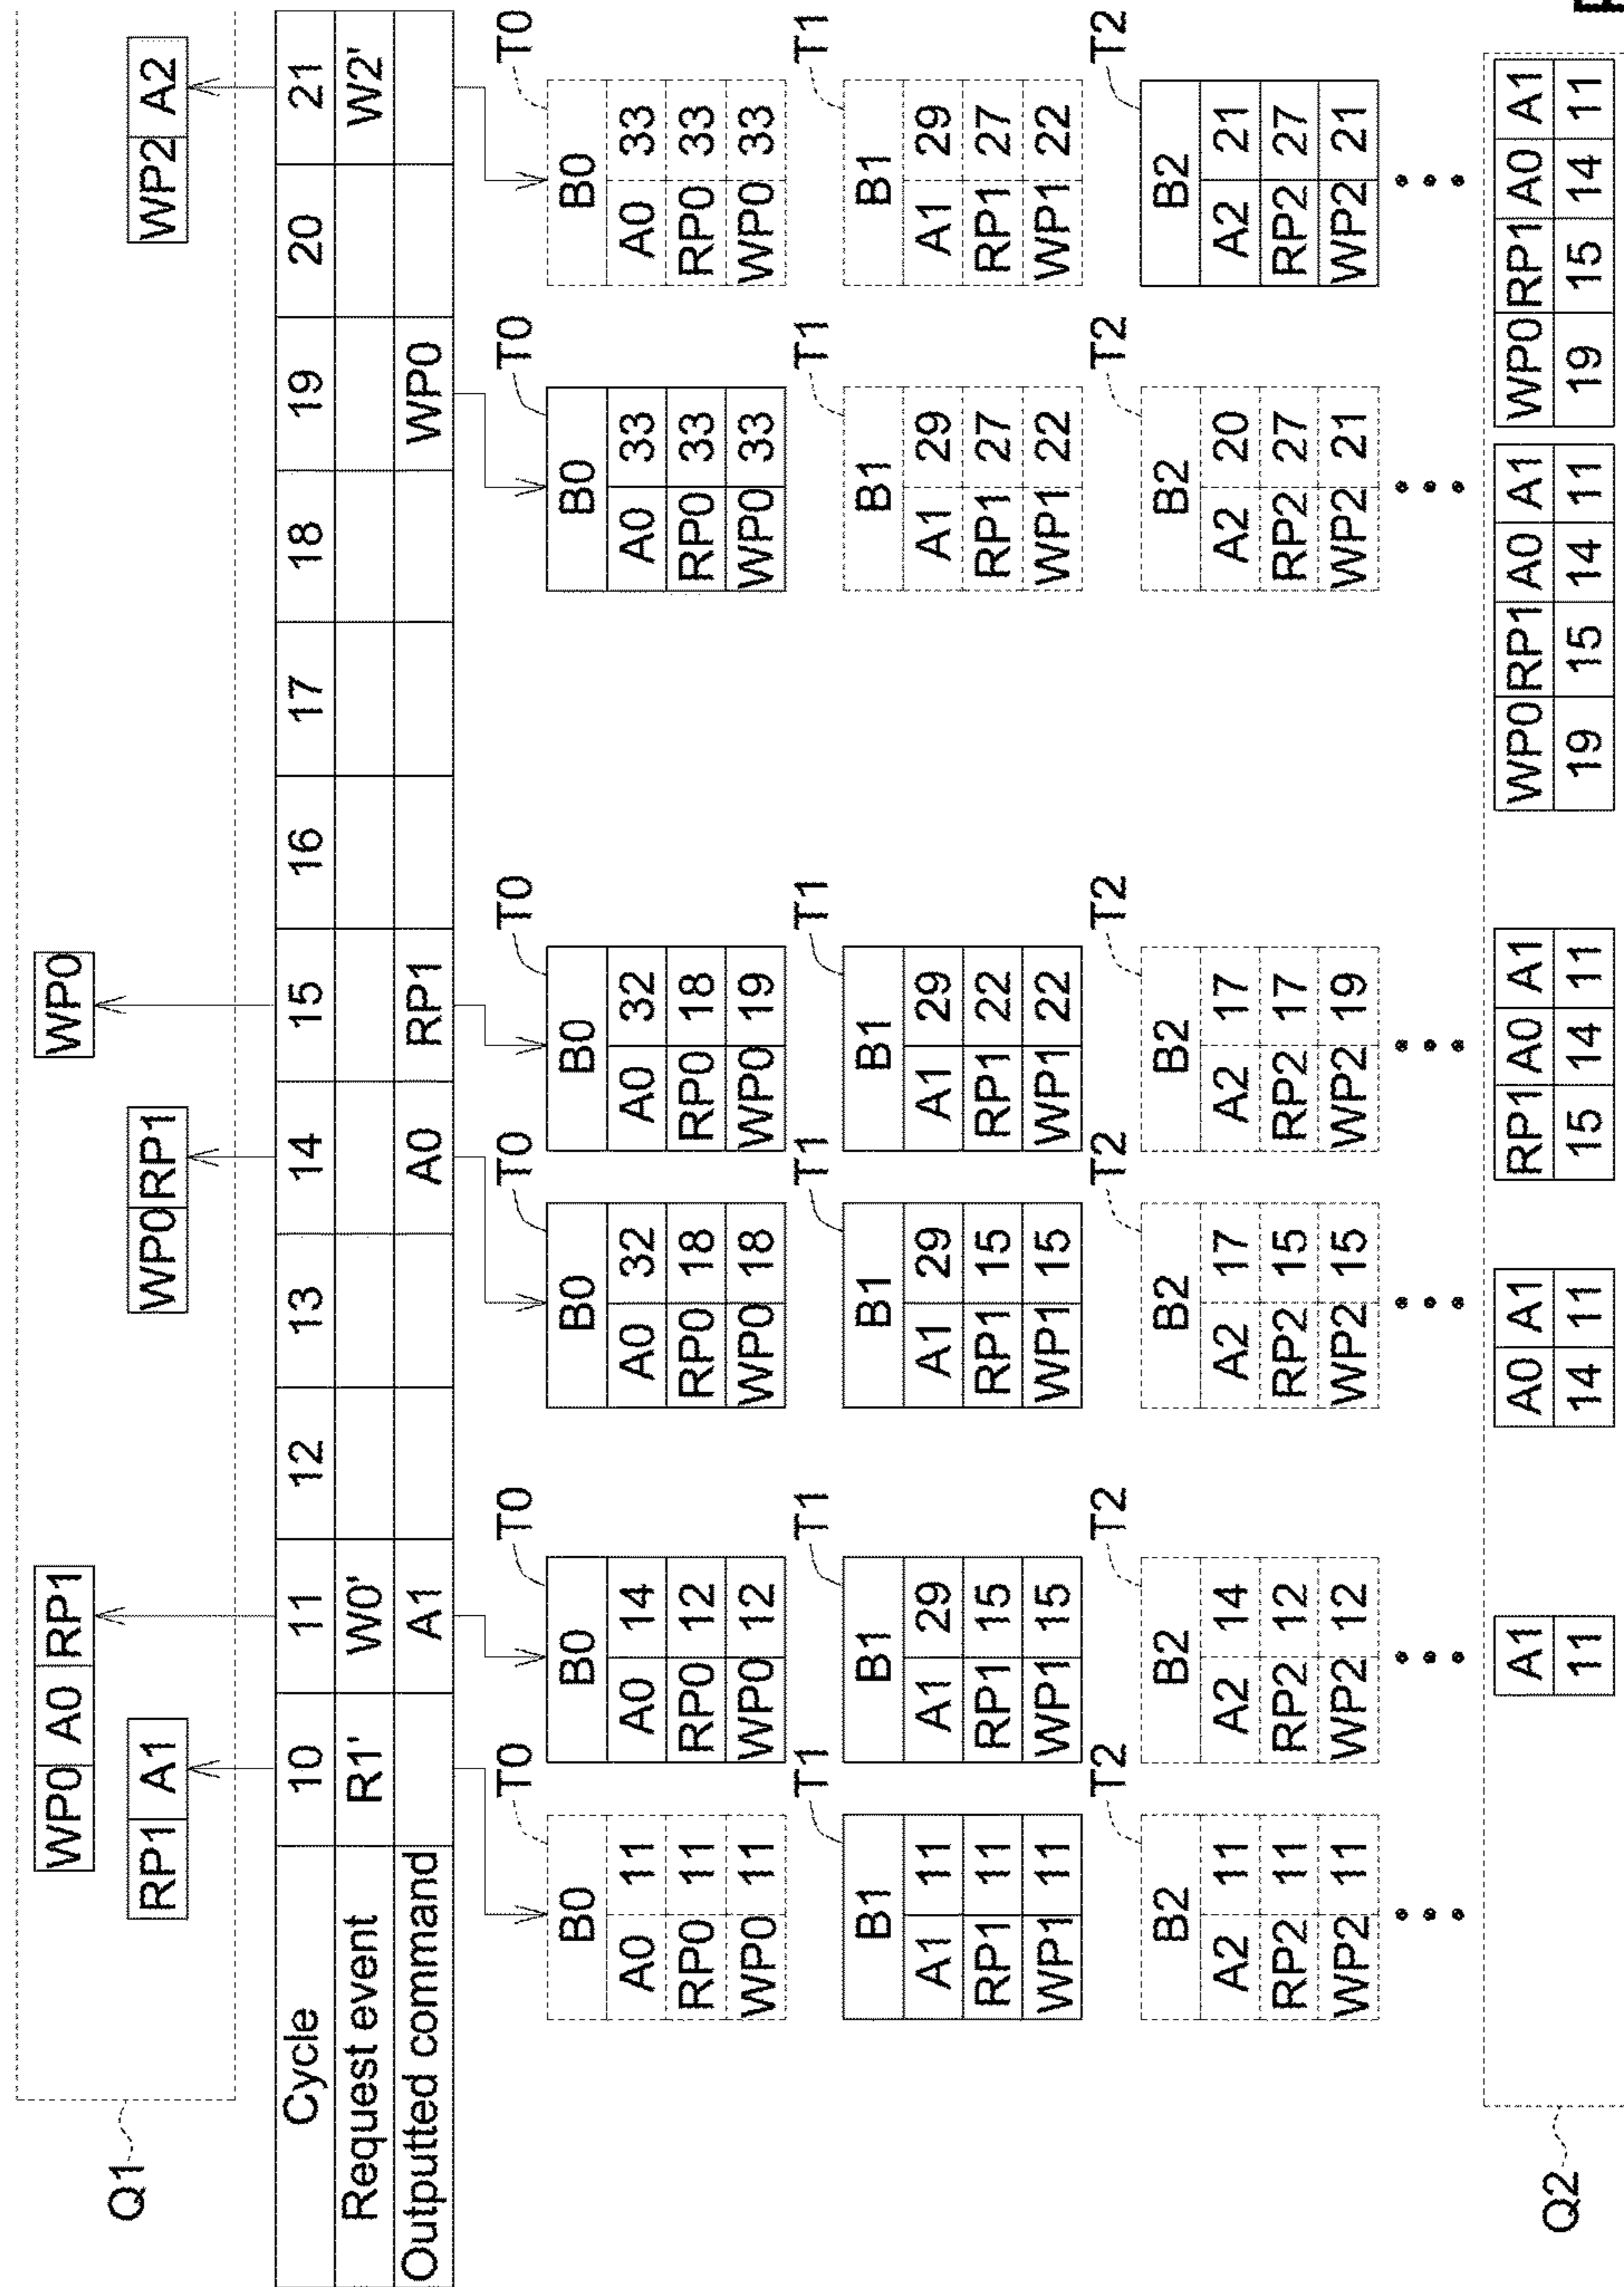 WP0 A0 RP1 WP0
Q1 RP1 A1 WP0 RP1 WP2 A2
Cycle 10 11 12 13 14 15 16 17 18 19 20 21
Request event R1' W0' W2'
Outputted command A1 A0 RP1 WP0
T0 T0 T0 T0 T0 T0
B0 B0 B0 B0 B0 B0
A0 11 A0 14 A0 32 A0 32 A0 33 A0 33
RP0 11 RP0 12 RP0 18 RP0 18 RP0 33 RP0 33
WP0 11 WP0 12 WP0 18 WP0 19 WP0 33 WP0 33
T1 T1 T1 T1 T1 T1
B1 B1 B1 B1 B1 B1
A1 11 A1 29 A1 29 A1 29 A1 29 A1 29
RP1 11 RP1 15 RP1 15 RP1 22 RP1 27 RP1 27
WP1 11 WP1 15 WP1 15 WP1 22 WP1 22 WP1 22
T2 T2 T2 T2 T2 T2
B2 B2 B2 B2 B2 B2
A2 11 A2 14 A2 17 A2 17 A2 20 A2 21
RP2 11 RP2 12 RP2 15 RP2 17 RP2 27 RP2 27
WP2 11 WP2 12 WP2 15 WP2 19 WP2 21 WP2 21
A1 A0 A1 RP1 A0 A1 WP0 RP1 A0 A1 WP0 RP1 A0 A1
Q2 11 14 11 15 14 11 19 15 14 11 19 15 14 11